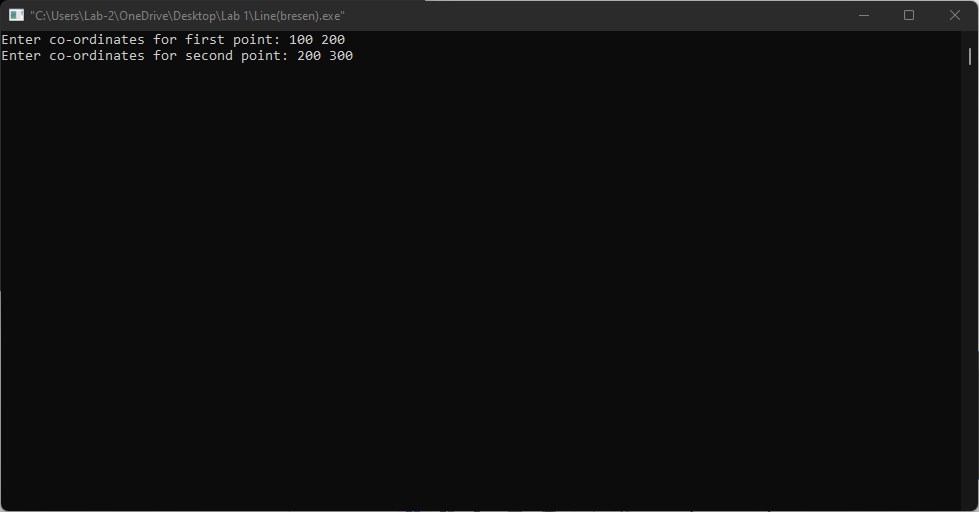 "C:\Users\Lab-2\OneDrive\Desktop\Lab 1\Line(bresen).exe"
Enter co-ordinates for first point: 100 200
Enter co-ordinates for second point: 200 300